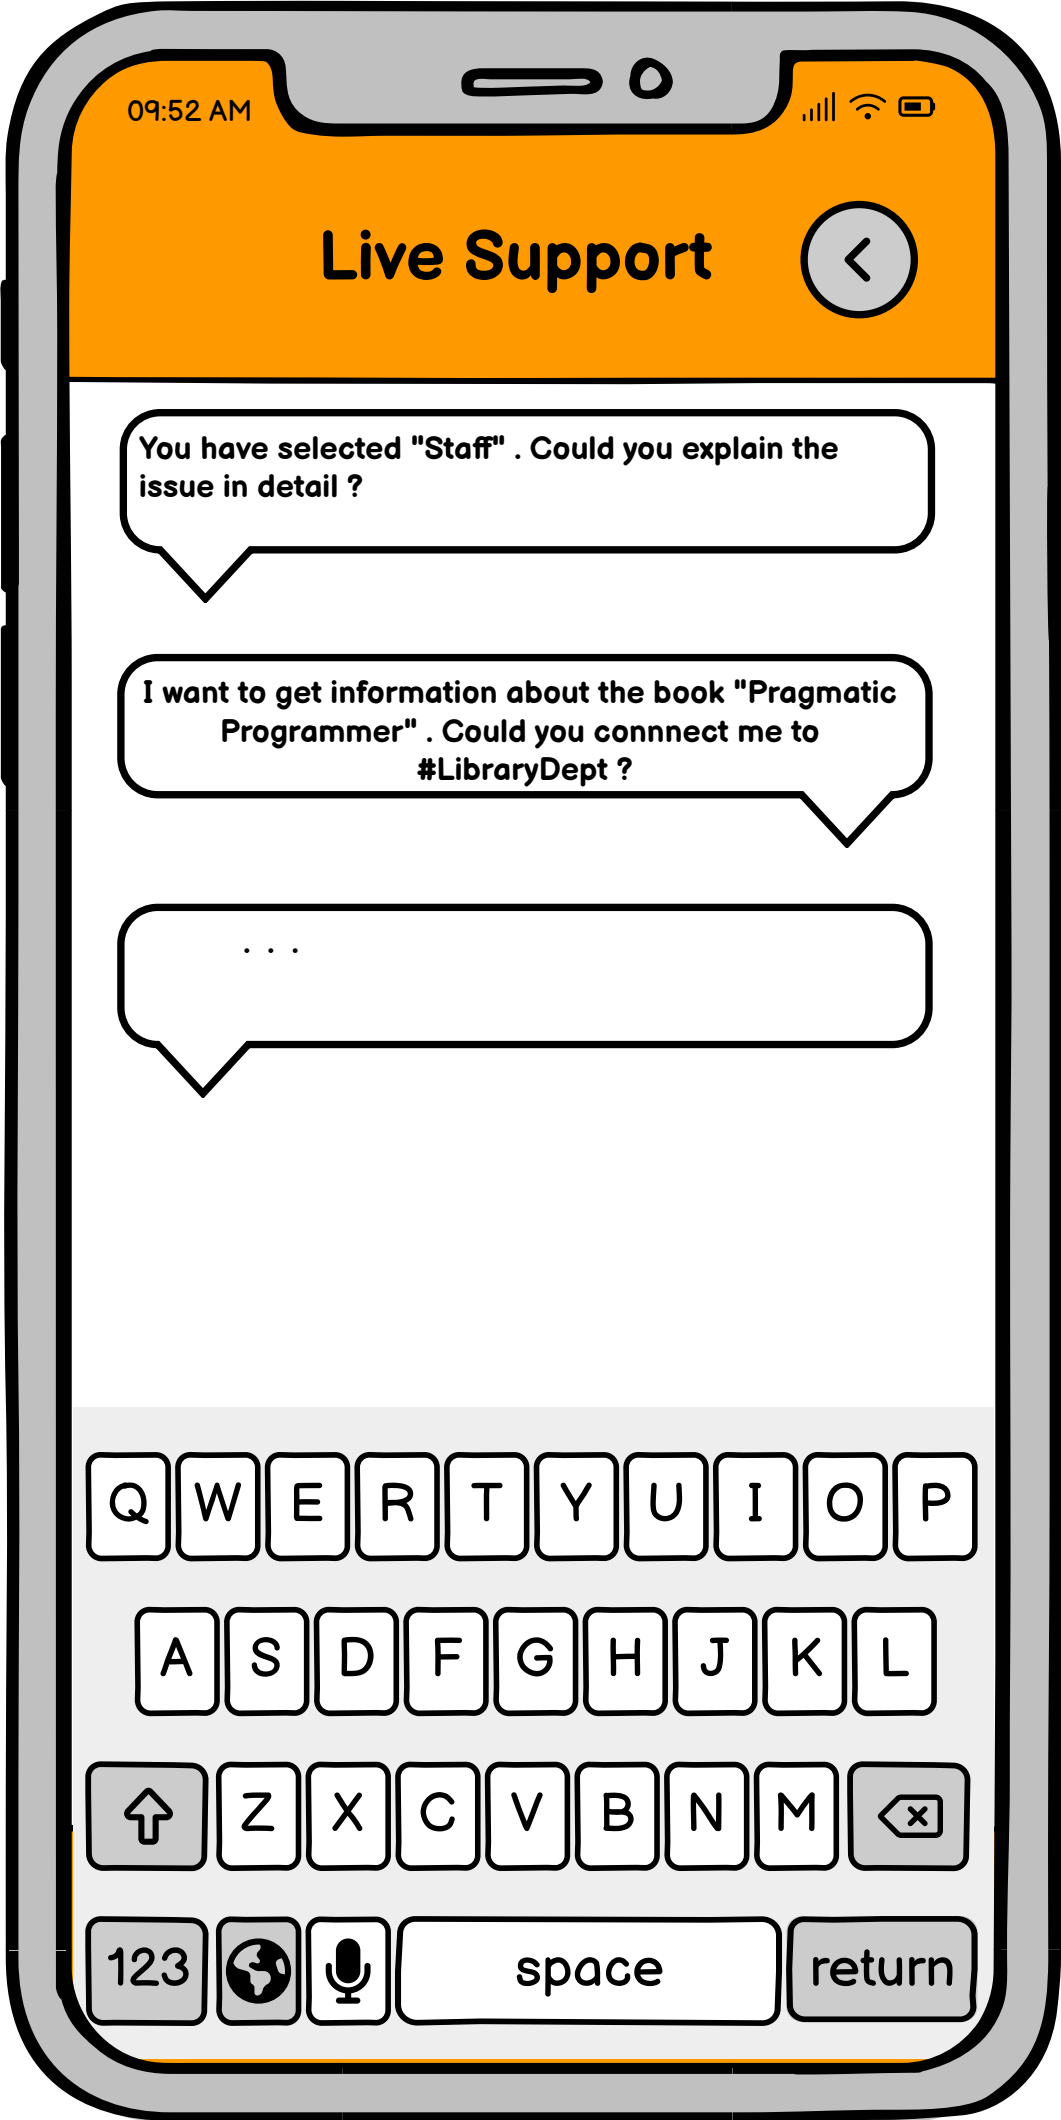 09:52 AM
Live Support
You have selected "Staff" . Could you explain the
issue in detail ?
I want to get information about the book "Pragmatic
Programmer" . Could you connnect me to
#LibraryDept ?
. . .
Q W E R T Y U I O P
A S D F G H J K L
Z X C V B N M
123 space return